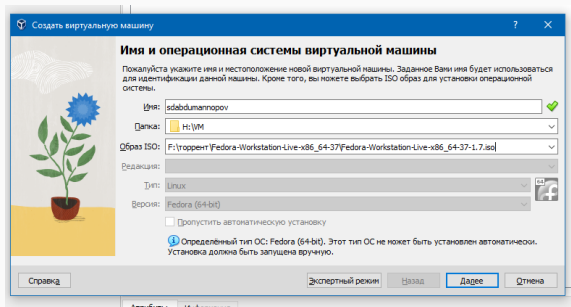 Создать виртуальную машину
? ×
Имя и операционная системы виртуальной машины
Пожалуйста укажите имя и местоположение новой виртуальной машины. Заданное Вами имя будет использоваться
для идентификации данной машины. Кроме того, вы можете выбрать ISO образ для установки операционной
системы.
Имя: sdabdumannopov
Папка: H:\VM
Образ ISO: F:\торрент\Fedora-Workstation-Live-x86_64-37\Fedora-Workstation-Live-x86_64-37-1.7.iso
Редакция:
Тип: Linux
64
Версия: Fedora (64-bit)
Пропустить автоматическую установку
Определённый тип ОС: Fedora (64-bit). Этот тип ОС не может быть установлен автоматически.
Установка должна быть запущена вручную.
Справка Экспертный режим Назад Далее Отмена